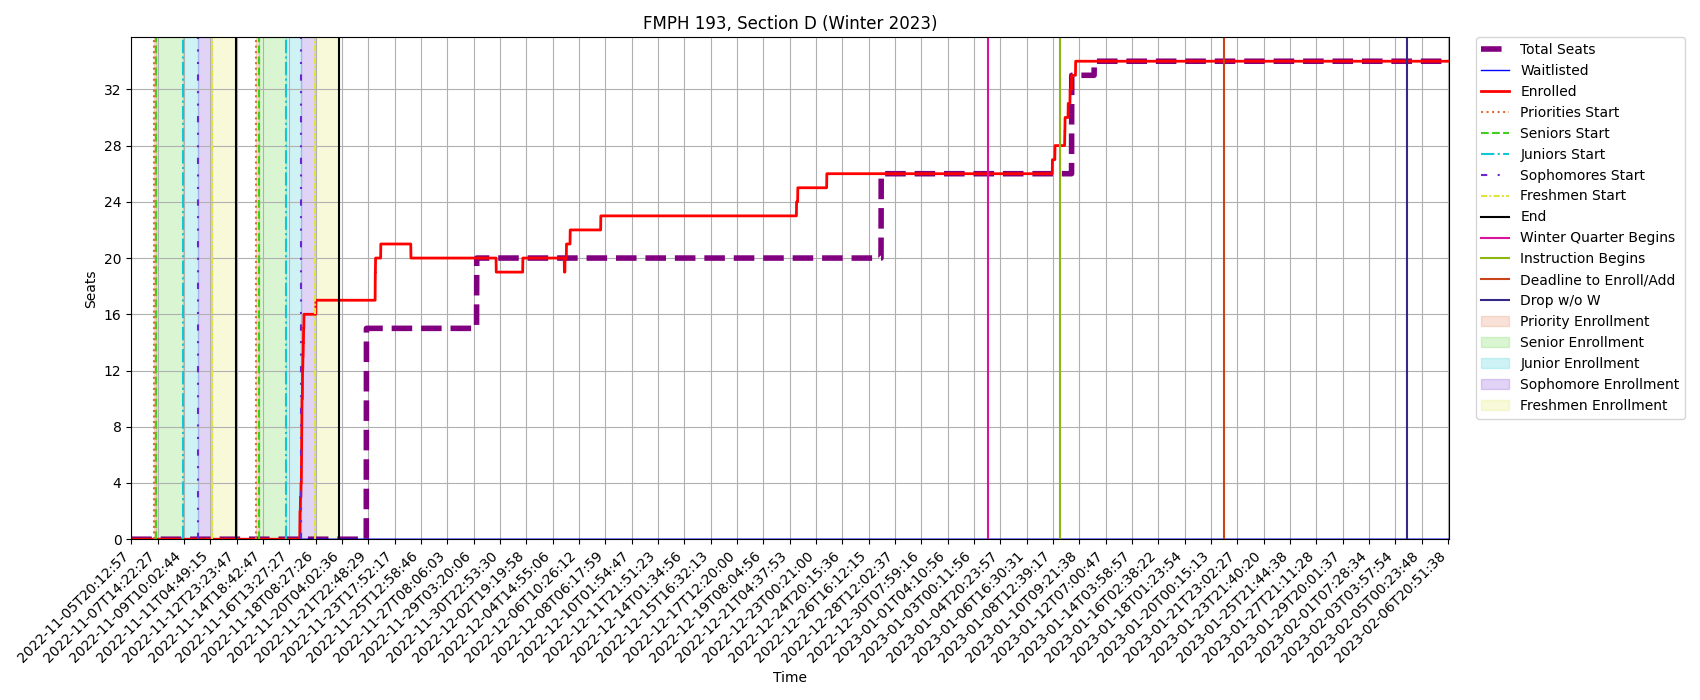 FMPH 193, Section D (Winter 2023)
Seats
32
28
24
20
16
12
8
4
0
2022-11-05T20:12:57
2022-11-07T14:22:27
2022-11-09T10:02:44
2022-11-11T04:49:15
2022-11-12T23:23:47
2022-11-14T18:42:47
2022-11-16T13:27:27
2022-11-18T08:27:26
2022-11-20T04:02:36
2022-11-21T22:48:29
2022-11-23T17:52:17
2022-11-25T12:58:46
2022-11-27T08:06:03
2022-11-29T03:20:06
2022-11-30T22:53:30
2022-12-02T19:19:58
2022-12-04T14:55:06
2022-12-06T10:26:12
2022-12-08T06:17:59
2022-12-10T01:54:47
2022-12-11T21:51:23
2022-12-14T01:34:56
2022-12-15T16:32:13
2022-12-17T12:20:00
2022-12-19T08:04:56
2022-12-21T04:37:53
2022-12-23T00:21:00
2022-12-24T20:15:36
2022-12-26T16:12:15
2022-12-28T12:02:37
2022-12-30T07:59:16
2023-01-01T04:10:56
2023-01-03T00:11:56
2023-01-04T20:23:57
2023-01-06T16:30:31
2023-01-08T12:39:17
2023-01-10T09:21:38
2023-01-12T07:00:47
2023-01-14T03:58:57
2023-01-16T02:38:22
2023-01-18T01:23:54
2023-01-20T00:15:13
2023-01-21T23:02:27
2023-01-23T21:40:20
2023-01-25T21:44:38
2023-01-27T21:11:28
2023-01-29T20:01:37
2023-02-01T07:28:34
2023-02-03T03:57:54
2023-02-05T00:23:48
2023-02-06T20:51:38
Time
Total Seats
Waitlisted
Enrolled
Priorities Start
Seniors Start
Juniors Start
Sophomores Start
Freshmen Start
End
Winter Quarter Begins
Instruction Begins
Deadline to Enroll/Add
Drop w/o W
Priority Enrollment
Senior Enrollment
Junior Enrollment
Sophomore Enrollment
Freshmen Enrollment